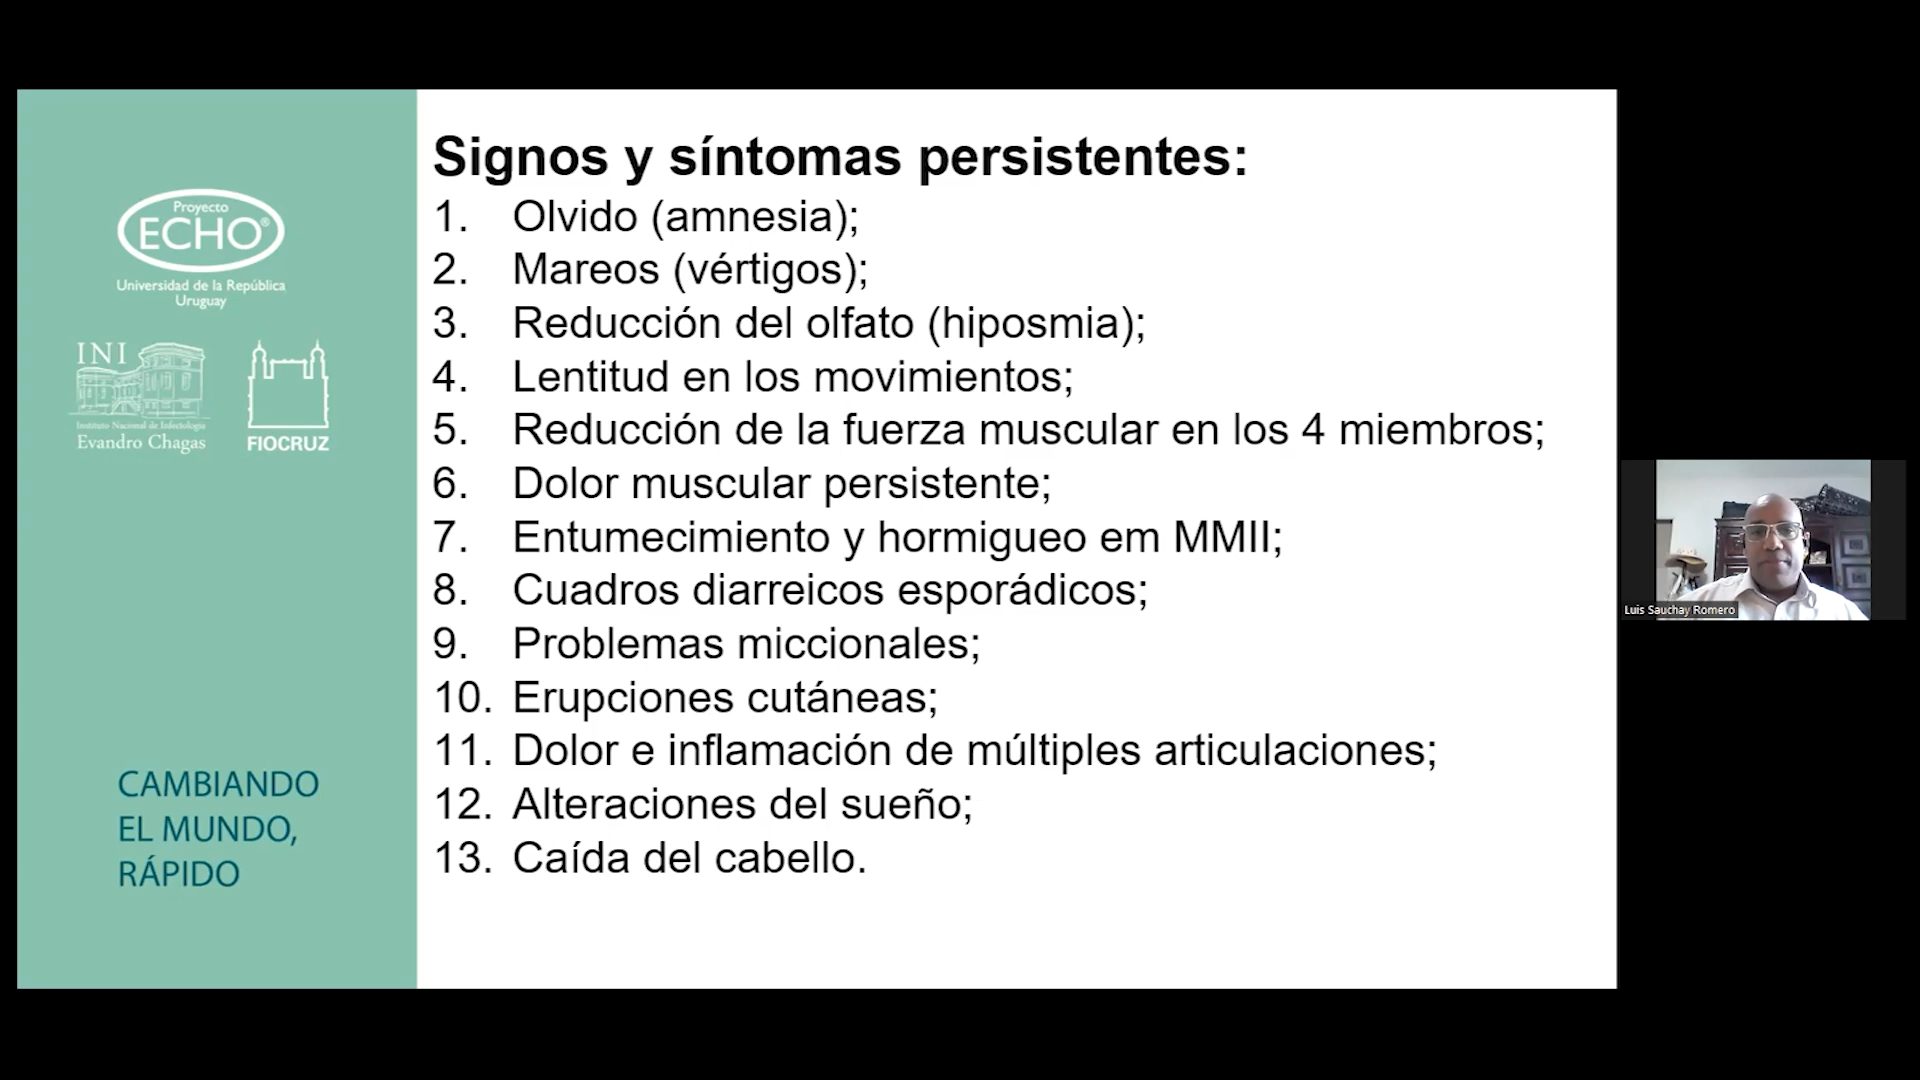 Proyecto
ECHO®
Universidad de la República
Uruguay
INI
Instituto Nacional de Infectología
Evandro Chagas
FIOCRUZ
CAMBIANDO
EL MUNDO,
RÁPIDO
Signos y síntomas persistentes:
1. Olvido (amnesia);
2. Mareos (vértigos);
3. Reducción del olfato (hiposmia);
4. Lentitud en los movimientos;
5. Reducción de la fuerza muscular en los 4 miembros;
6. Dolor muscular persistente;
7. Entumecimiento y hormigueo em MMII;
8. Cuadros diarreicos esporádicos;
9. Problemas miccionales;
10. Erupciones cutáneas;
11. Dolor e inflamación de múltiples articulaciones;
12. Alteraciones del sueño;
13. Caída del cabello.
Luis Sauchay Romero